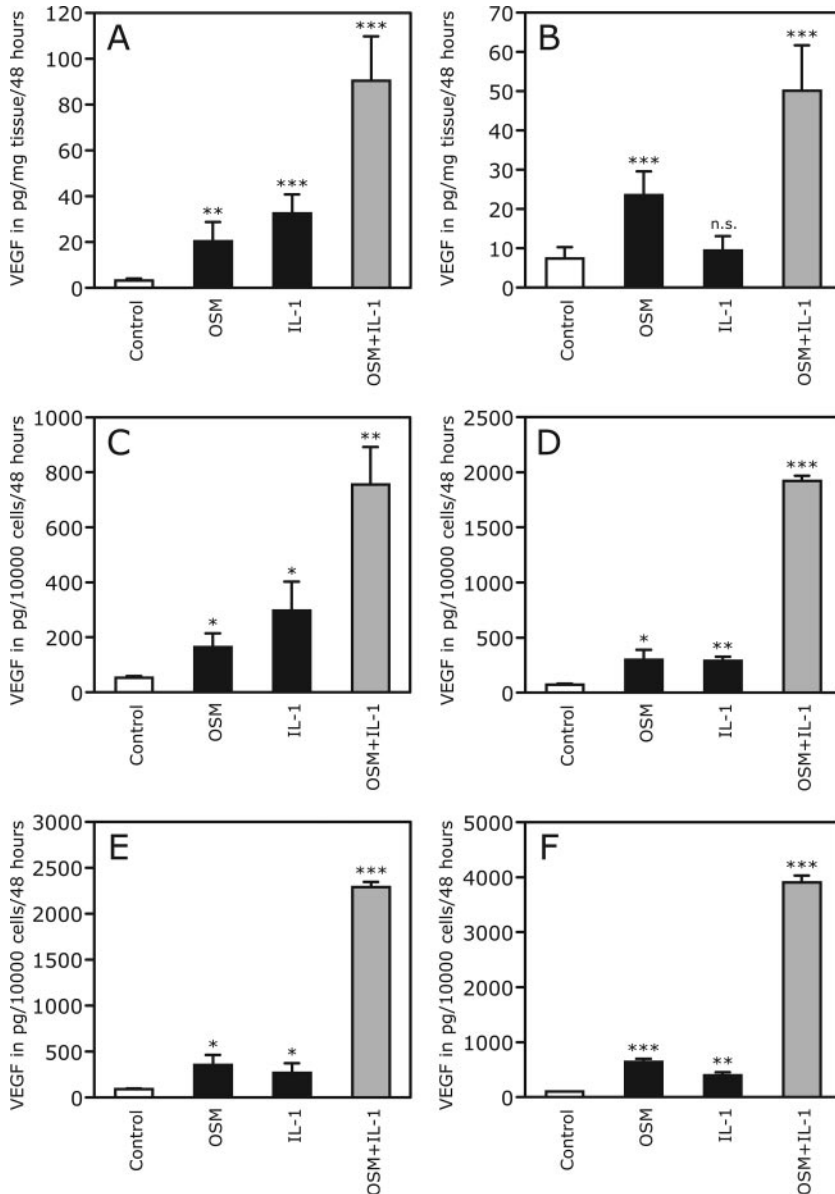 A
VEGF in pg/mg tissue/48 hours
120
100
80
60
40
20
0
**
***
***
Control
OSM
IL-1
OSM+IL-1
B
VEGF in pg/mg tissue/48 hours
70
60
50
40
30
20
10
0
***
n.s.
***
Control
OSM
IL-1
OSM+IL-1
C
VEGF in pg/10000 cells/48 hours
1000
800
600
400
200
0
*
*
**
Control
OSM
IL-1
OSM+IL-1
D
VEGF in pg/10000 cells/48 hours
2500
2000
1500
1000
500
0
*
**
***
Control
OSM
IL-1
OSM+IL-1
E
VEGF in pg/10000 cells/48 hours
3000
2500
2000
1500
1000
500
0
*
*
***
Control
OSM
IL-1
OSM+IL-1
F
VEGF in pg/10000 cells/48 hours
5000
4000
3000
2000
1000
0
***
**
***
Control
OSM
IL-1
OSM+IL-1